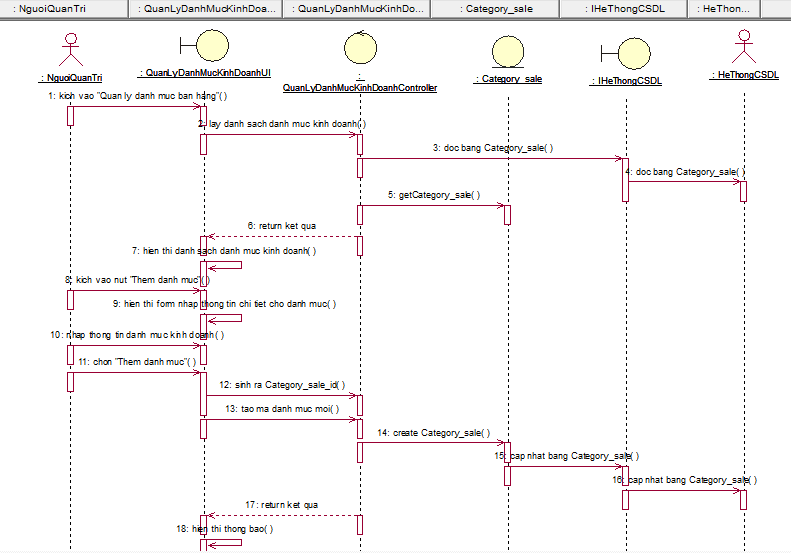 : NguoiQuanTri
: QuanLyDanhMucKinhDoa...
: QuanLyDanhMucKinhDo...
: Category_sale
: IHeThongCSDL
: HeThon...
: NguoiQuanTri
: QuanLyDanhMucKinhDoanhUI
:
QuanLyDanhMucKinhDoanhController
: Category_sale
: IHeThongCSDL
: HeThongCSDL
1: kich vao "Quan ly danh muc ban hang"( )
2: lay danh sach danh muc kinh doanh( )
3: doc bang Category_sale( )
4: doc bang Category_sale( )
5: getCategory_sale( )
6: return ket qua
7: hien thi danh sach danh muc kinh doanh( )
8: kich vao nut "Them danh muc"( )
9: hien thi form nhap thong tin chi tiet cho danh muc( )
10: nhap thong tin danh muc kinh doanh( )
11: chon "Them danh muc"( )
12: sinh ra Category_sale_id( )
13: tao ma danh muc moi( )
14: create Category_sale( )
15: cap nhat bang Category_sale( )
16: cap nhat bang Category_sale( )
17: return ket qua
18: hien thi thong bao( )